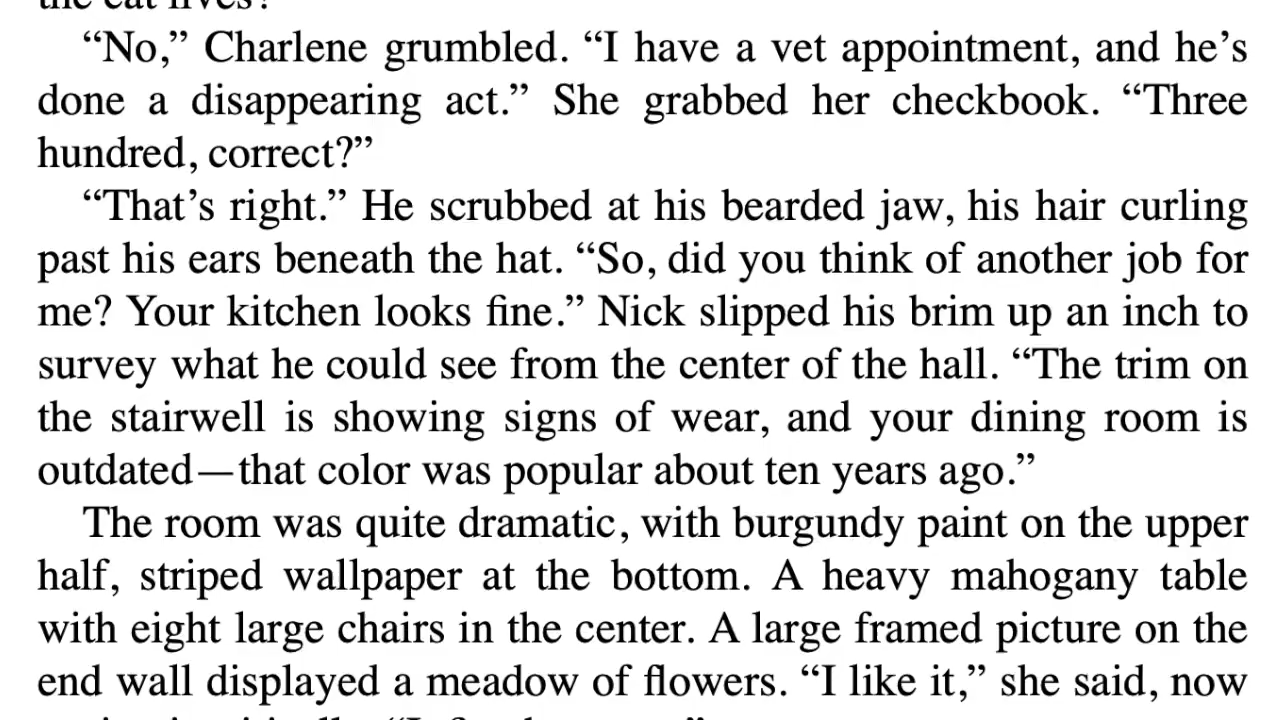 the cat lives?
“No,” Charlene grumbled. “I have a vet appointment, and he’s
done a disappearing act.” She grabbed her checkbook. “Three
hundred, correct?”
“That’s right.” He scrubbed at his bearded jaw, his hair curling
past his ears beneath the hat. “So, did you think of another job for
me? Your kitchen looks fine.” Nick slipped his brim up an inch to
survey what he could see from the center of the hall. “The trim on
the stairwell is showing signs of wear, and your dining room is
outdated—that color was popular about ten years ago.”
The room was quite dramatic, with burgundy paint on the upper
half, striped wallpaper at the bottom. A heavy mahogany table
with eight large chairs in the center. A large framed picture on the
end wall displayed a meadow of flowers. “I like it,” she said, now